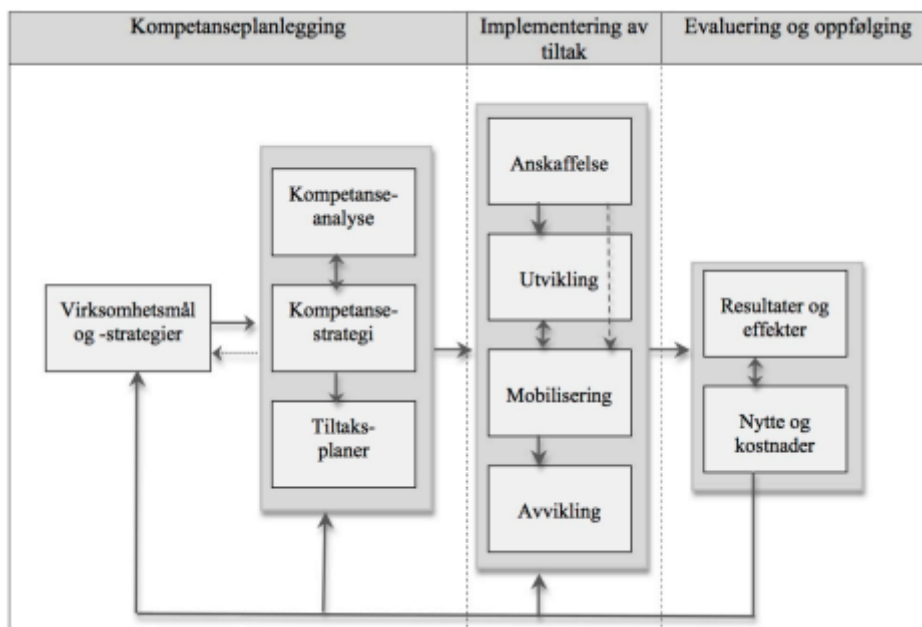 Kompetanseplanlegging
Implementering av
tiltak
Evaluering og oppfølging
Virksomhetsmål
og -strategier
Kompetanse-
analyse
Kompetanse-
strategi
Tiltaks-
planer
Anskaffelse
Utvikling
Mobilisering
Avvikling
Resultater og
effekter
Nytte og
kostnader